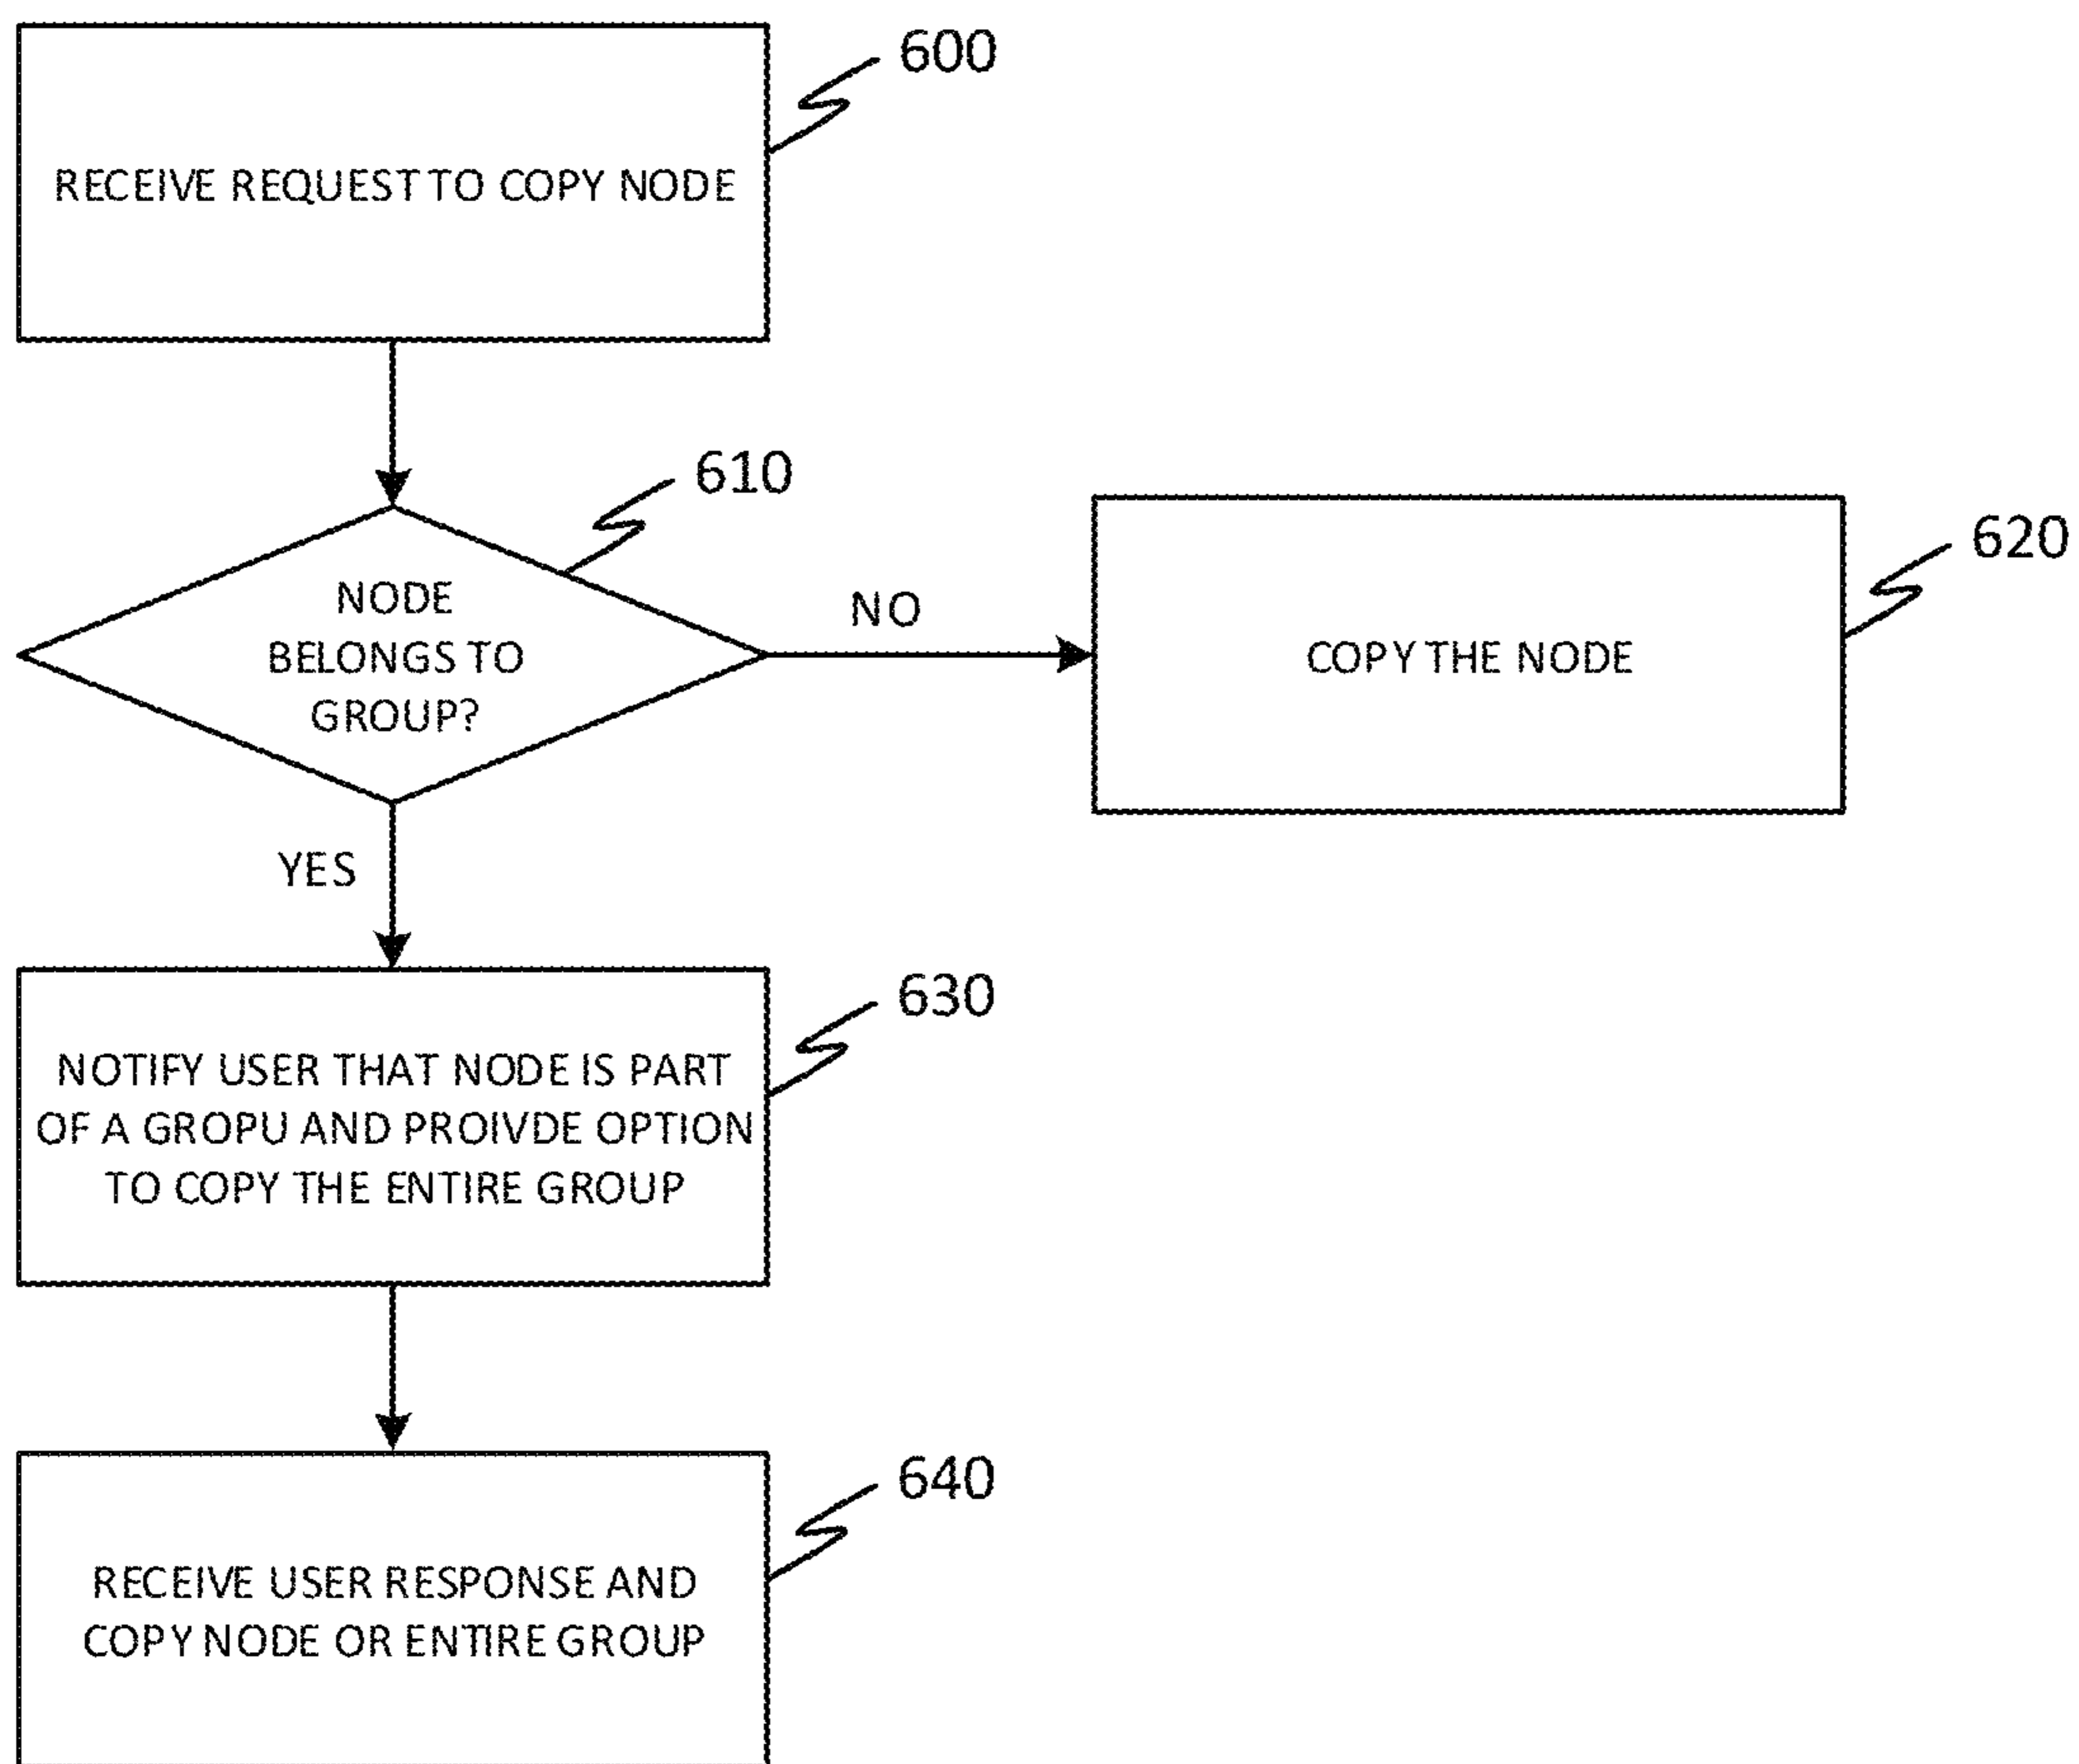 600
RECEIVE REQUEST TO COPY NODE
610
NODE
BELONGS TO
GROUP?
NO
620
COPY THE NODE
YES
630
NOTIFY USER THAT NODE IS PART
OF A GROPU AND PROIVDE OPTION
TO COPY THE ENTIRE GROUP
640
RECEIVE USER RESPONSE AND
COPY NODE OR ENTIRE GROUP